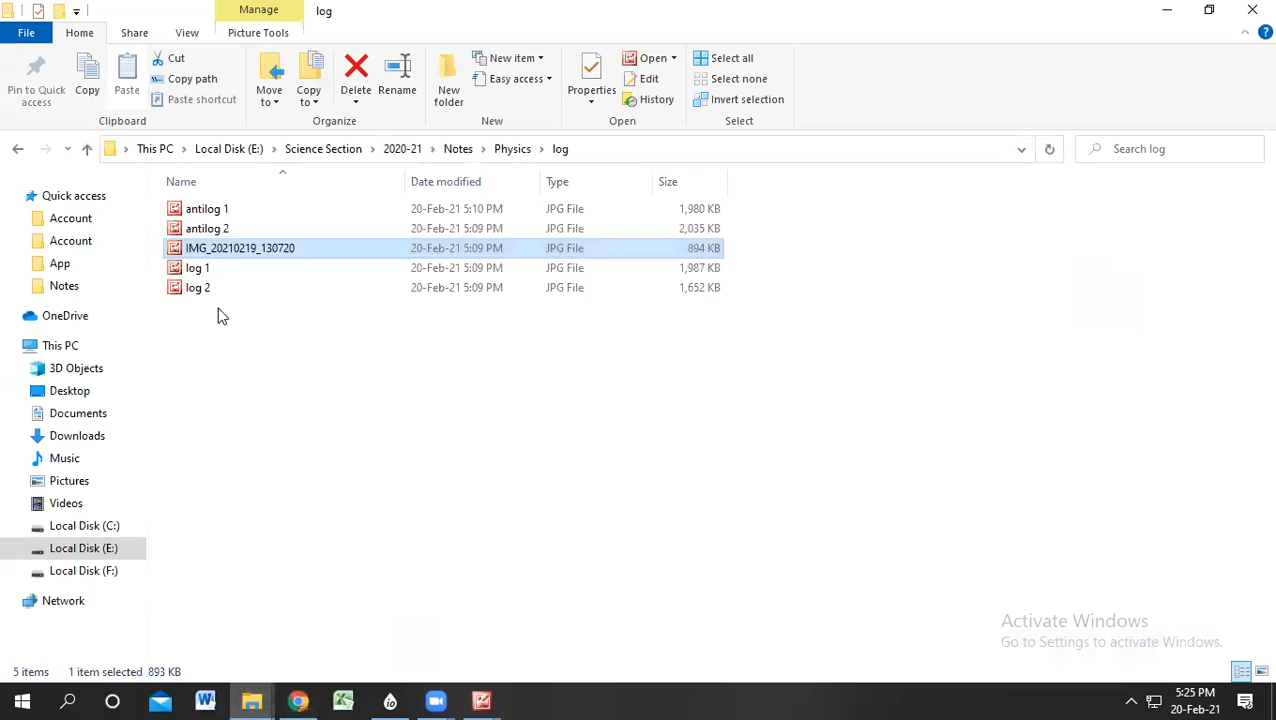 Manage
log
File
Home
Share
View
Picture Tools
Pin to Quick access
Copy
Paste
Cut
Copy path
Paste shortcut
Clipboard
Move to
Copy to
Delete
Rename
Organize
New folder
New item
Easy access
New
Properties
Open
Edit
History
Open
Select all
Select none
Invert selection
Select
This PC
Local Disk (E:)
Science Section
2020-21
Notes
Physics
log
Search log
Name Date modified Type Size
antilog 1 20-Feb-21 5:10 PM JPG File 1,980 KB
antilog 2 20-Feb-21 5:09 PM JPG File 2,035 KB
IMG_20210219_130720 20-Feb-21 5:09 PM JPG File 894 KB
log 1 20-Feb-21 5:09 PM JPG File 1,987 KB
log 2 20-Feb-21 5:09 PM JPG File 1,652 KB
Quick access
Account
Account
App
Notes
OneDrive
This PC
3D Objects
Desktop
Documents
Downloads
Music
Pictures
Videos
Local Disk (C:)
Local Disk (E:)
Local Disk (F:)
Network
Activate Windows
Go to Settings to activate Windows.
5 items 1 item selected 893 KB
5:25 PM
20-Feb-21